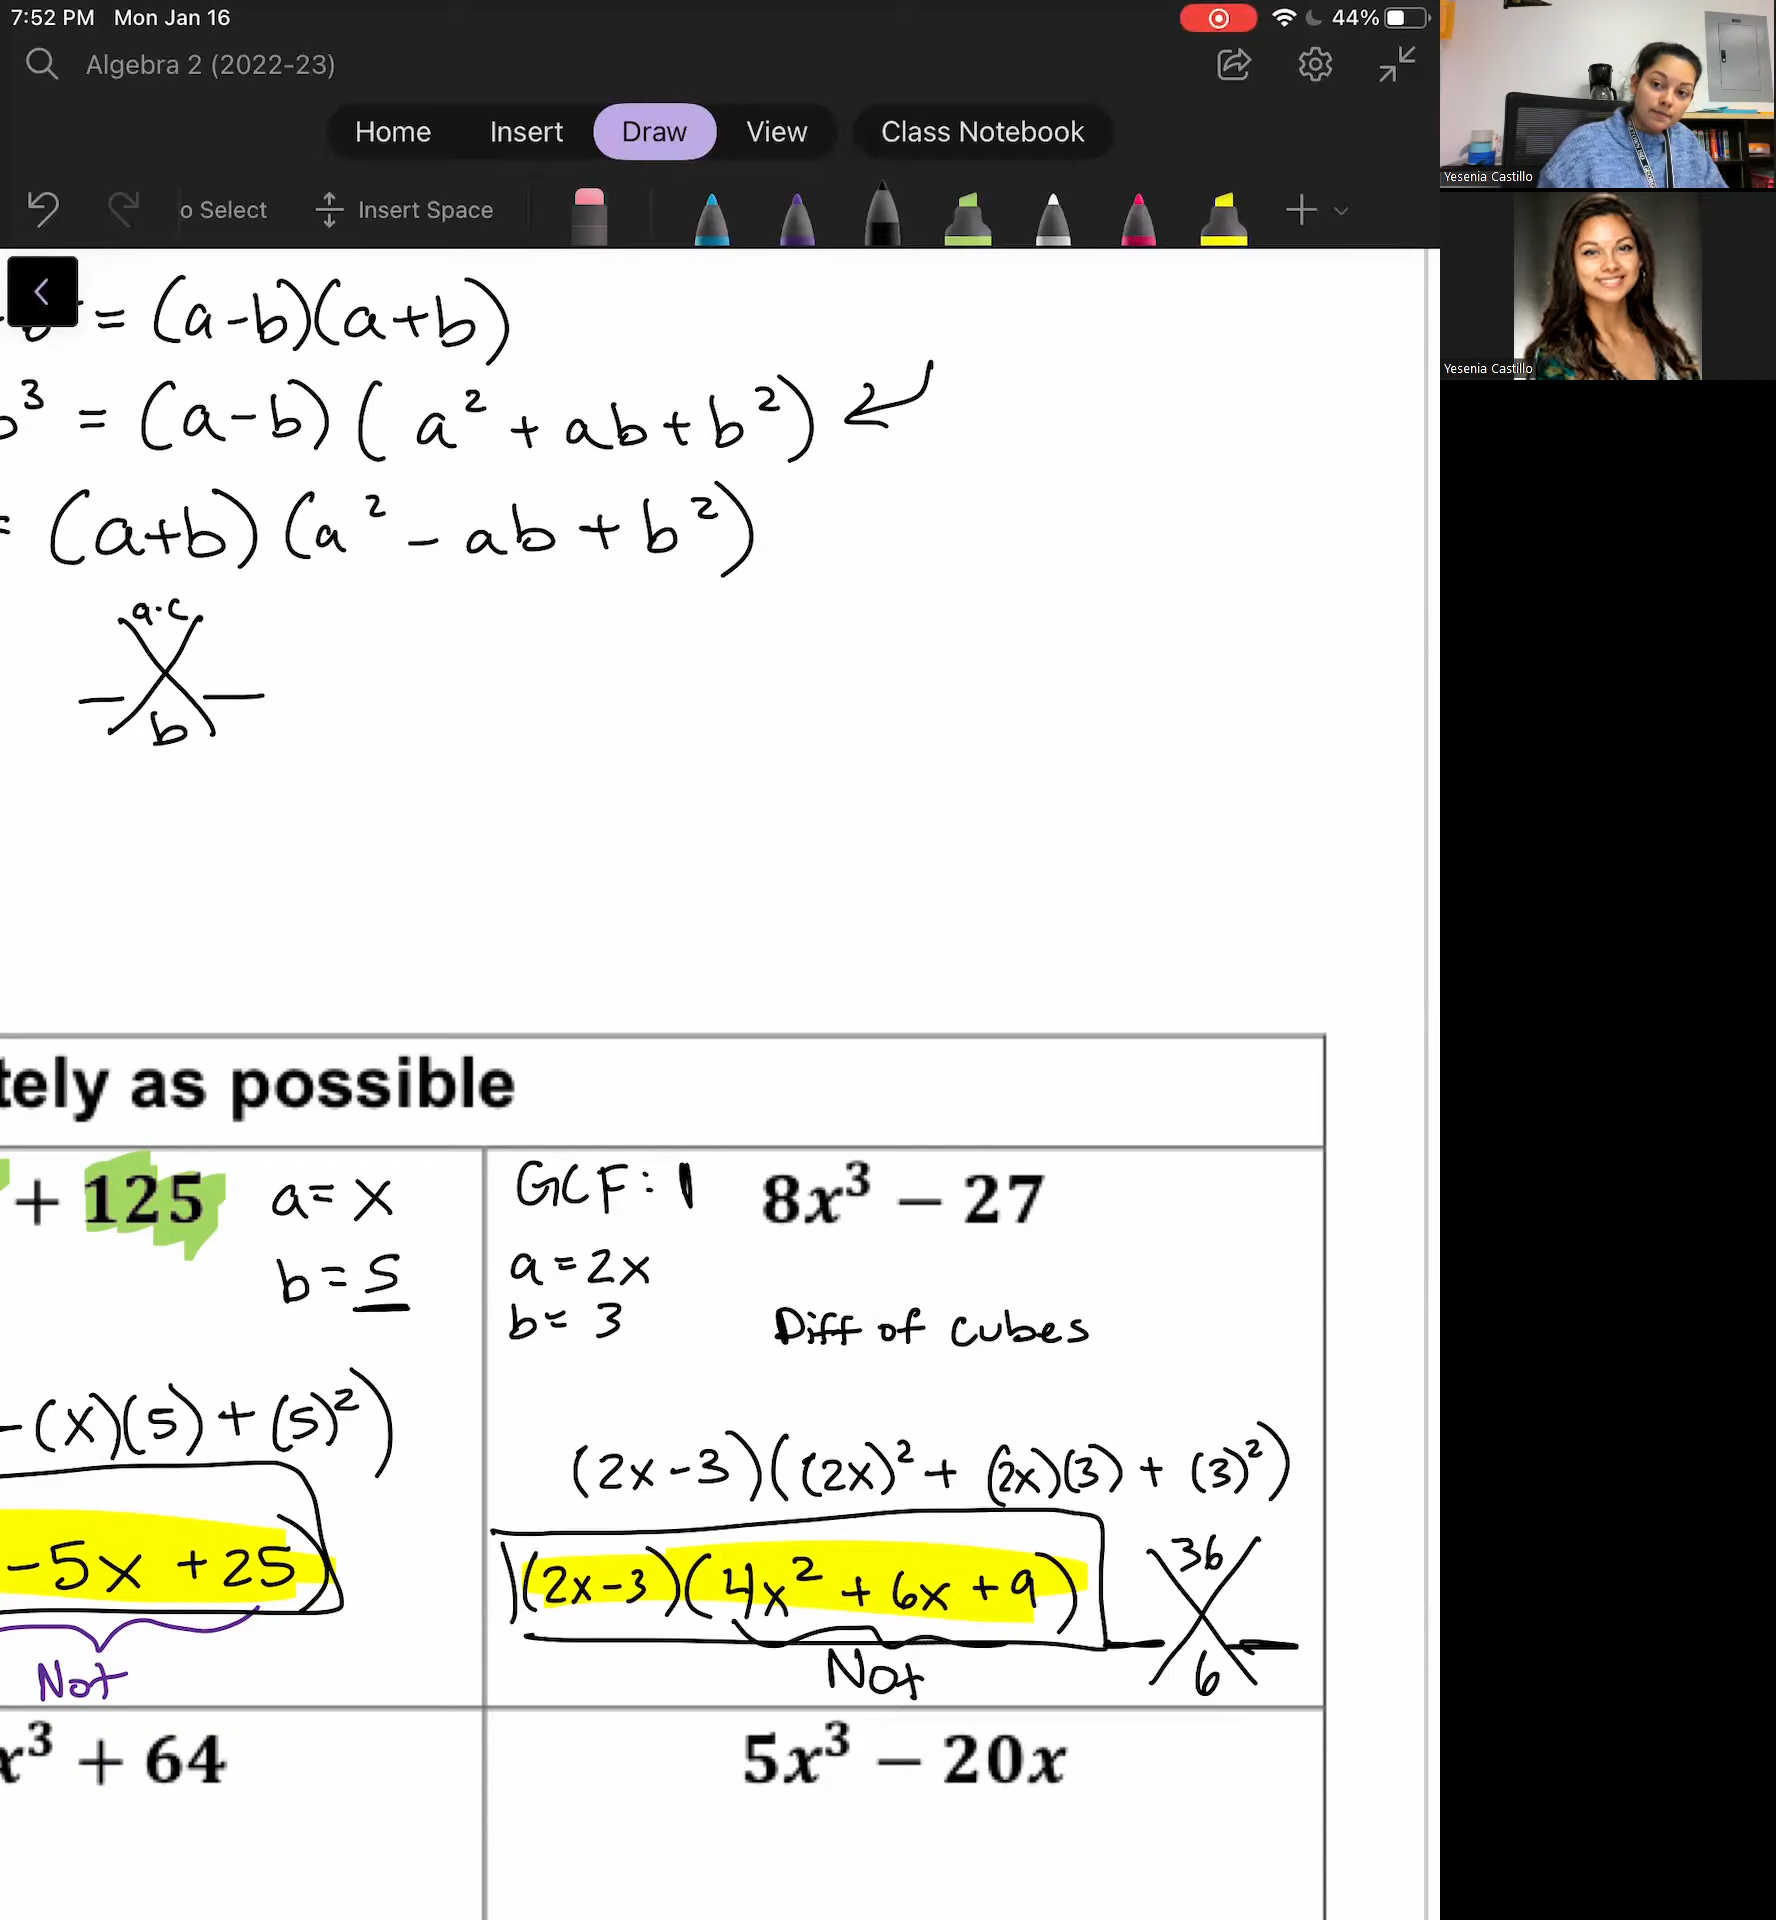 7:52 PM Mon Jan 16
44%
Algebra 2 (2022-23)
Home Insert Draw View Class Notebook
o Select Insert Space
Yesenia Castillo
Yesenia Castillo
= (a-b)(a+b)
b³ = (a-b)(a² + ab + b²)
= (a+b)(a² - ab + b²)
a·c
b
tely as possible
+ 125 a = x
b = 5
- (x)(5) + (5)²)
-5x + 25)
Not
GCF: 1 8x³ − 27
a = 2x
b = 3 Diff of cubes
(2x-3)((2x)² + (2x)(3) + (3)²)
(2x-3)(4x² + 6x + 9)
36
6
Not
x³ + 64
5x³ − 20x